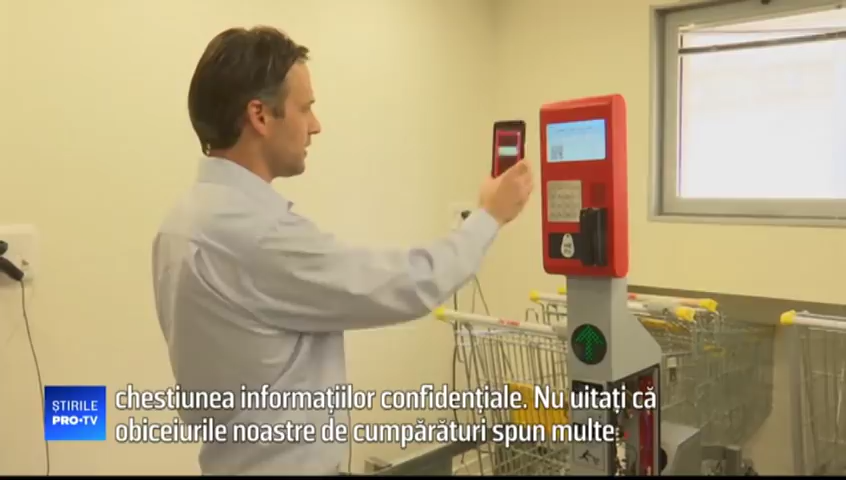 chestiunea informațiilor confidențiale. Nu uitați că
obiceiurile noastre de cumpărături spun multe
ȘTIRILE
PRO•TV